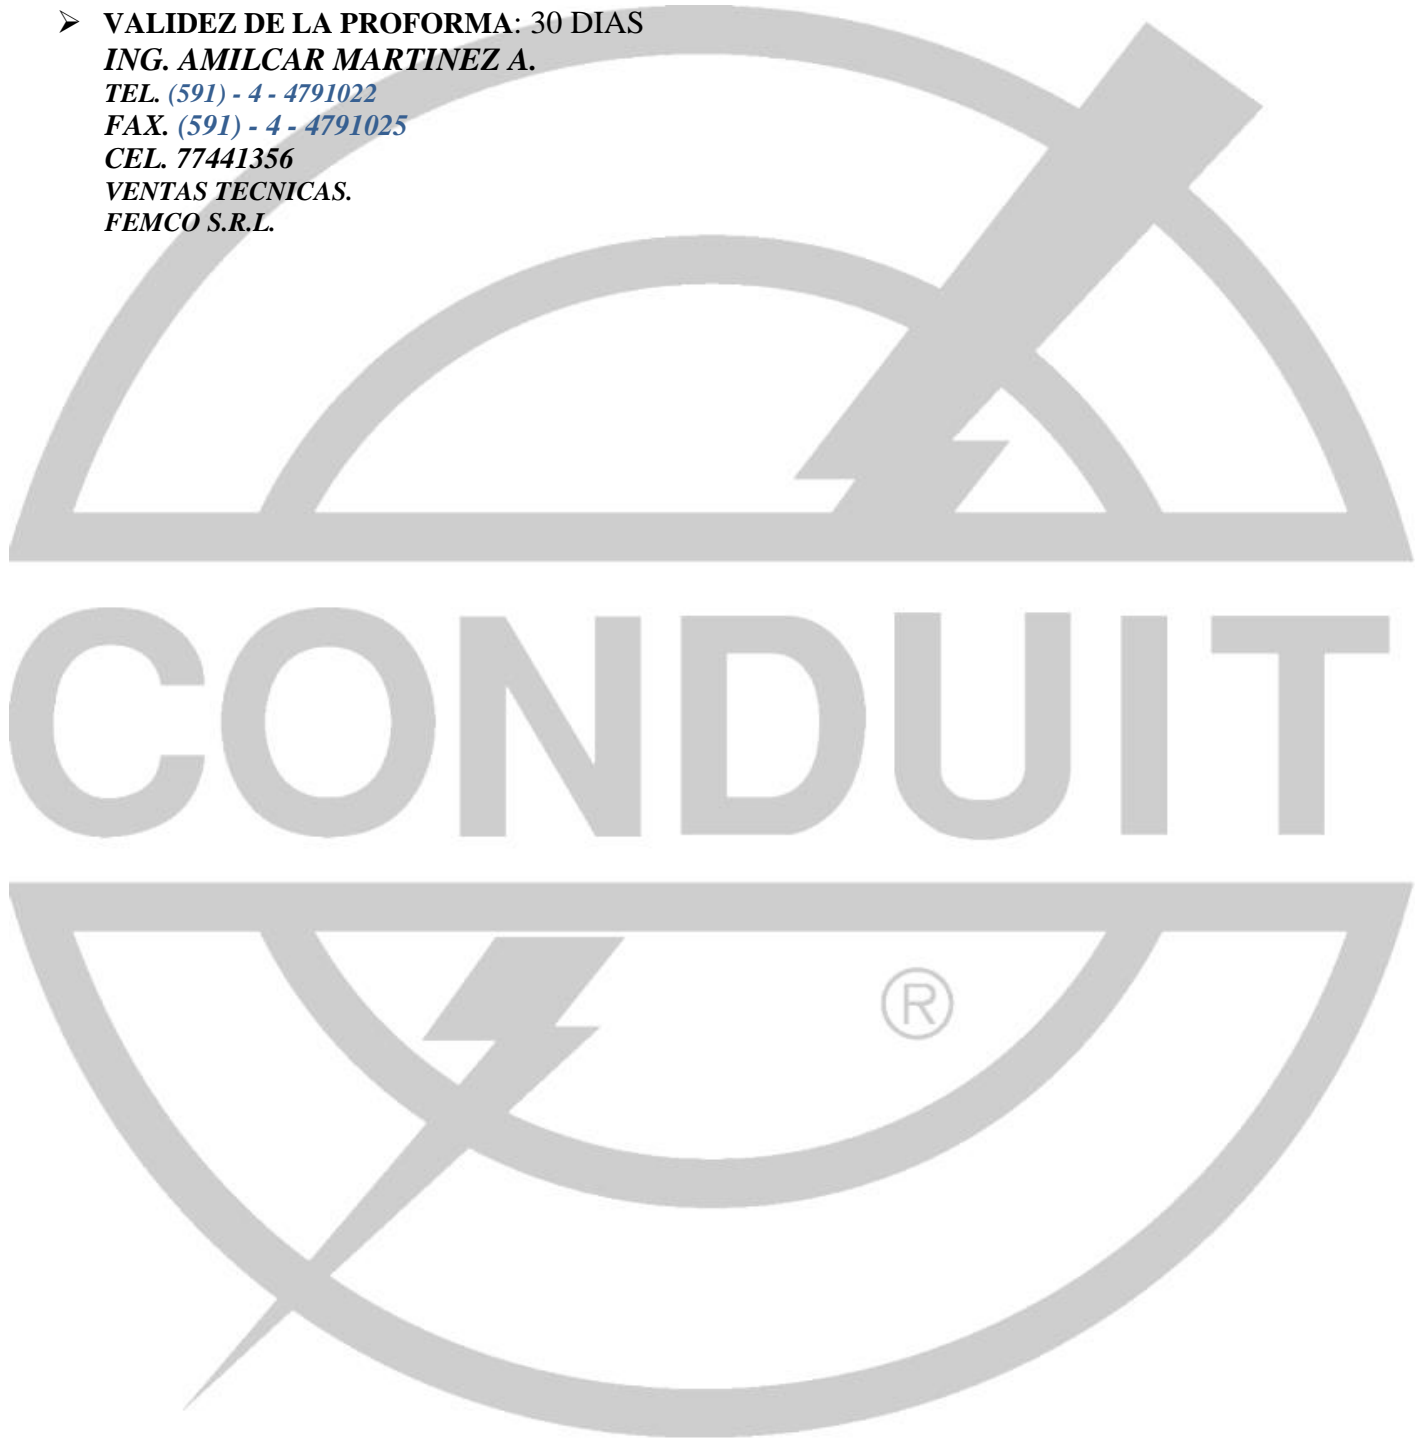 ➢ VALIDEZ DE LA PROFORMA: 30 DIAS
ING. AMILCAR MARTINEZ A.
TEL. (591) - 4 - 4791022
FAX. (591) - 4 - 4791025
CEL. 77441356
VENTAS TECNICAS.
FEMCO S.R.L.
CONDUIT
®